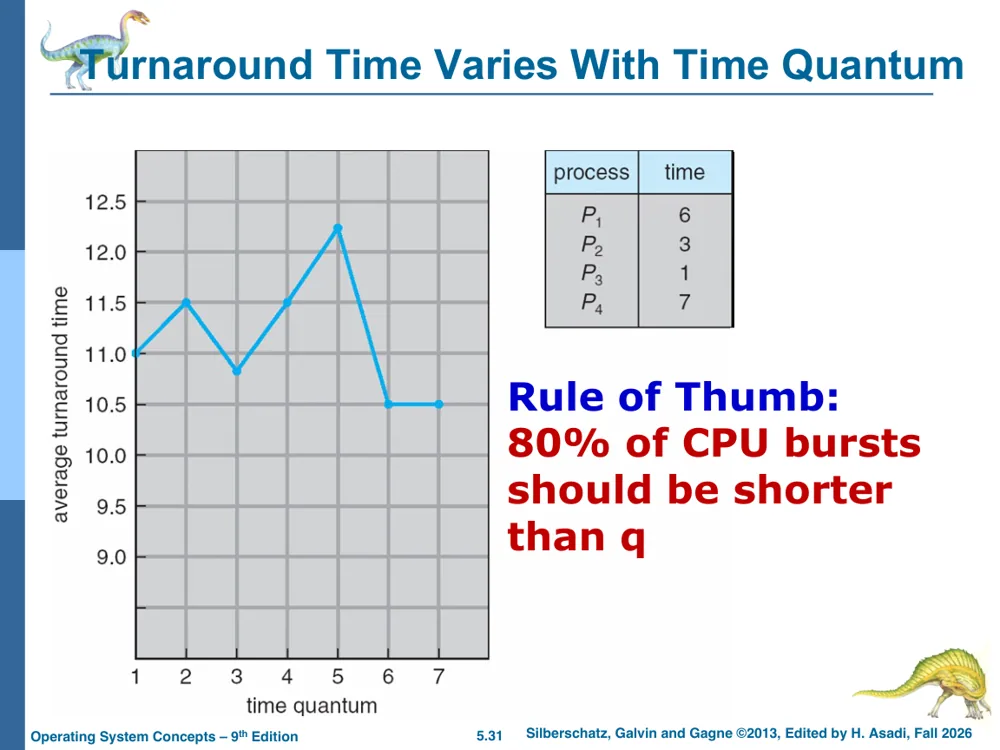 Turnaround Time Varies With Time Quantum
12.5
12.0
11.5
11.0
10.5
10.0
9.5
9.0
average turnaround time
1 2 3 4 5 6 7
time quantum
process time
P1 6
P2 3
P3 1
P4 7
Rule of Thumb:
80% of CPU bursts
should be shorter
than q
Operating System Concepts – 9th Edition
5.31
Silberschatz, Galvin and Gagne ©2013, Edited by H. Asadi, Fall 2026